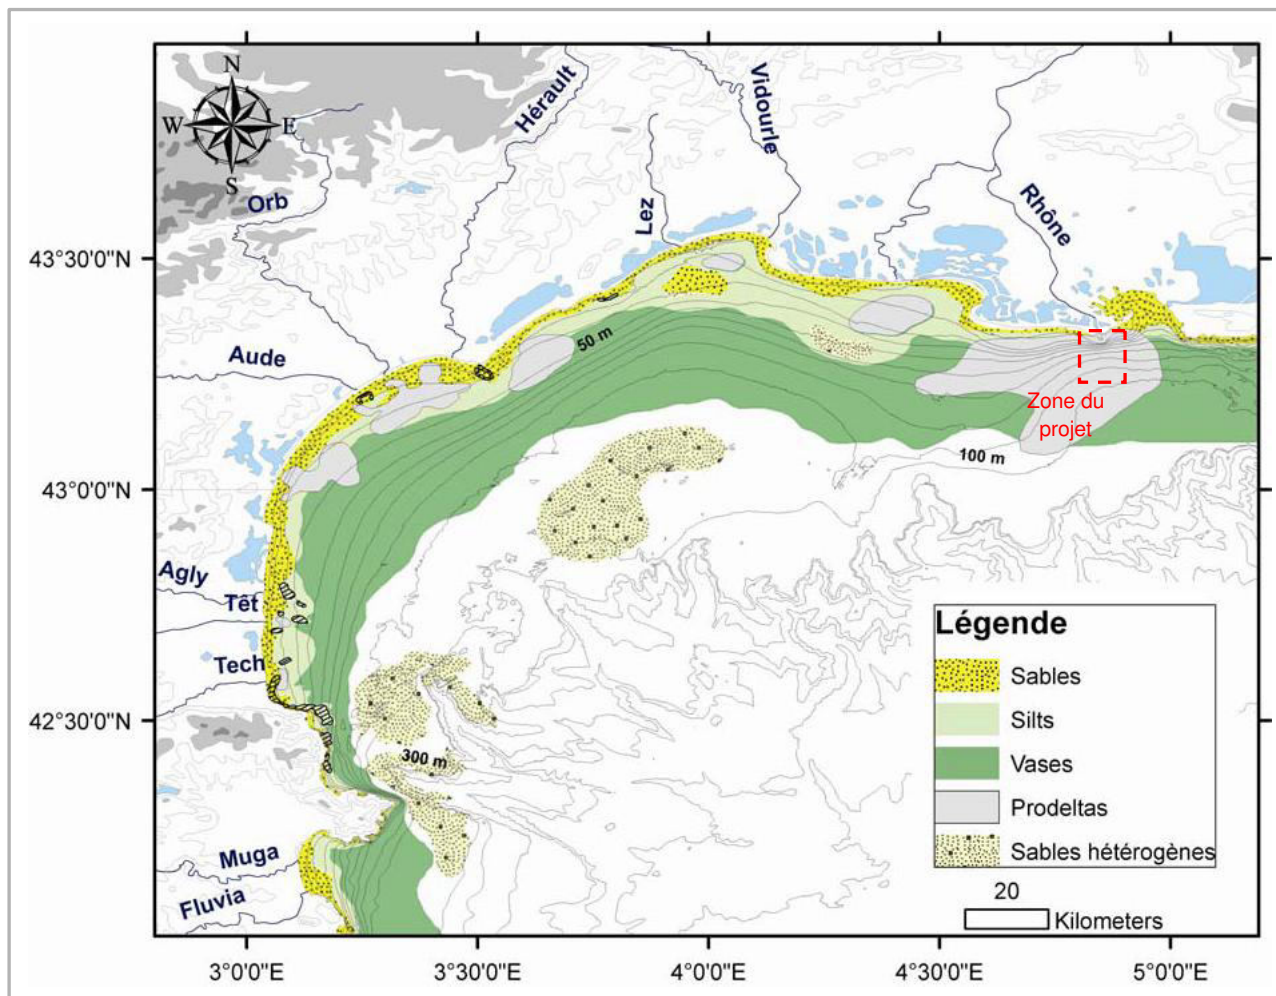 N
W
E
S
Hérault
Vidourle
Lez
Orb
Rhône
43°30'0"N
50 m
Aude
Zone du
projet
100 m
43°0'0"N
Agly
Têt
Légende
Tech
Sables
42°30'0"N
Silts
300 m
Vases
Prodeltas
Muga
Sables hétérogènes
Fluvia
20
Kilometers
3°0'0"E
3°30'0"E
4°0'0"E
4°30'0"E
5°0'0"E